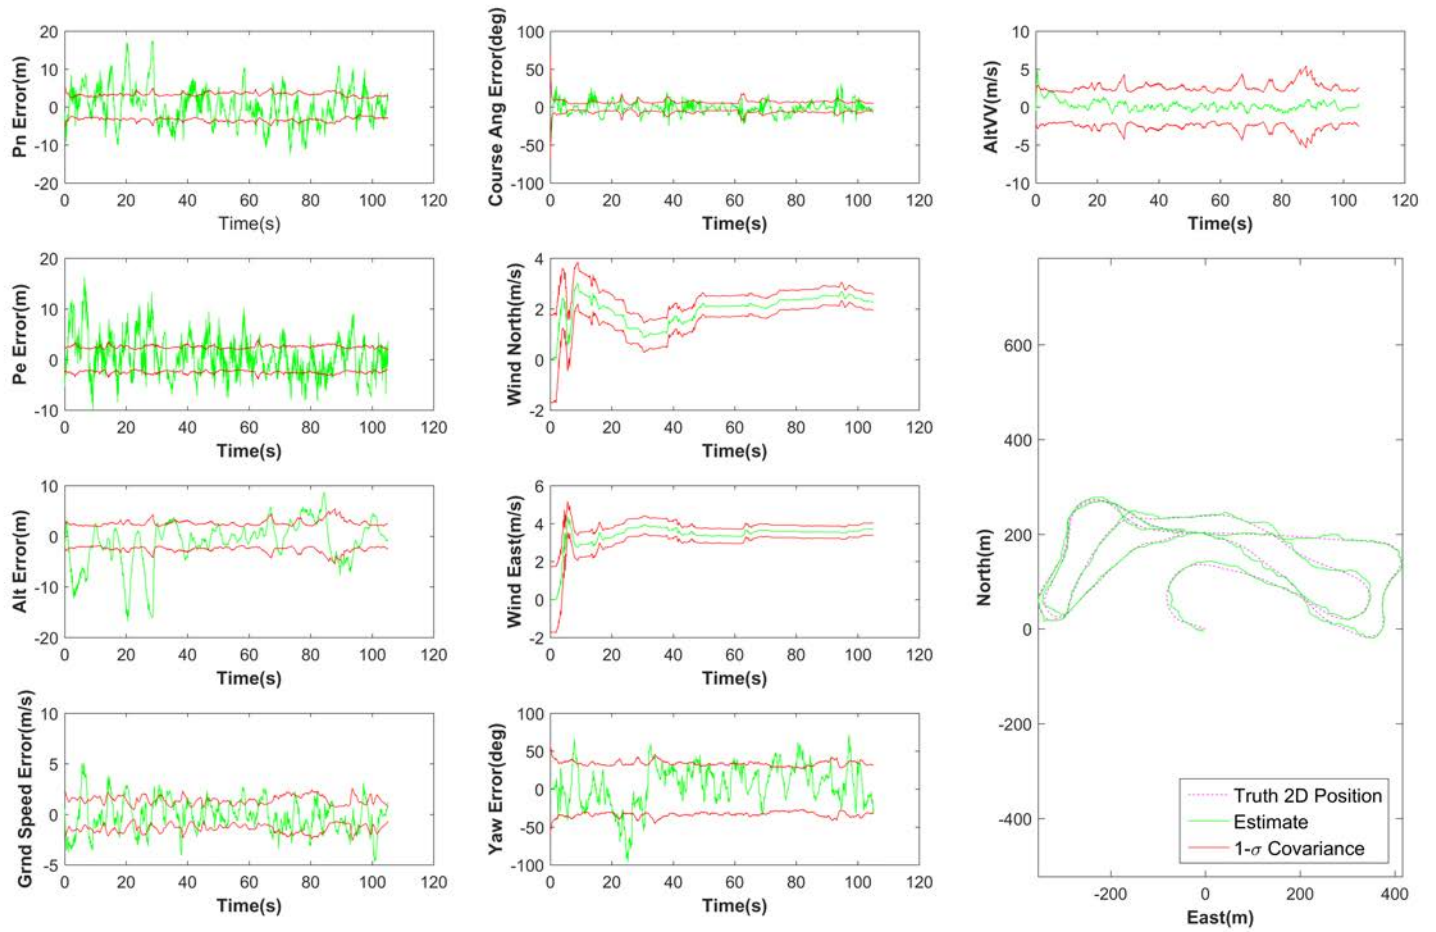 20
10
0
-10
-20
Pn Error(m)
0 20 40 60 80 100 120
Time(s)
100
50
0
-50
-100
Course Ang Error(deg)
0 20 40 60 80 100 120
Time(s)
10
5
0
-5
-10
AltVV(m/s)
0 20 40 60 80 100 120
Time(s)
20
10
0
-10
Pe Error(m)
0 20 40 60 80 100 120
Time(s)
4
2
0
-2
Wind North(m/s)
0 20 40 60 80 100 120
Time(s)
10
0
-10
-20
Alt Error(m)
0 20 40 60 80 100 120
Time(s)
6
4
2
0
-2
Wind East(m/s)
0 20 40 60 80 100 120
Time(s)
10
5
0
-5
Grnd Speed Error(m/s)
0 20 40 60 80 100 120
Time(s)
100
50
0
-50
-100
Yaw Error(deg)
0 20 40 60 80 100 120
Time(s)
600
400
200
0
-200
-400
North(m)
Truth 2D Position
Estimate
1-σ Covariance
-200 0 200 400
East(m)